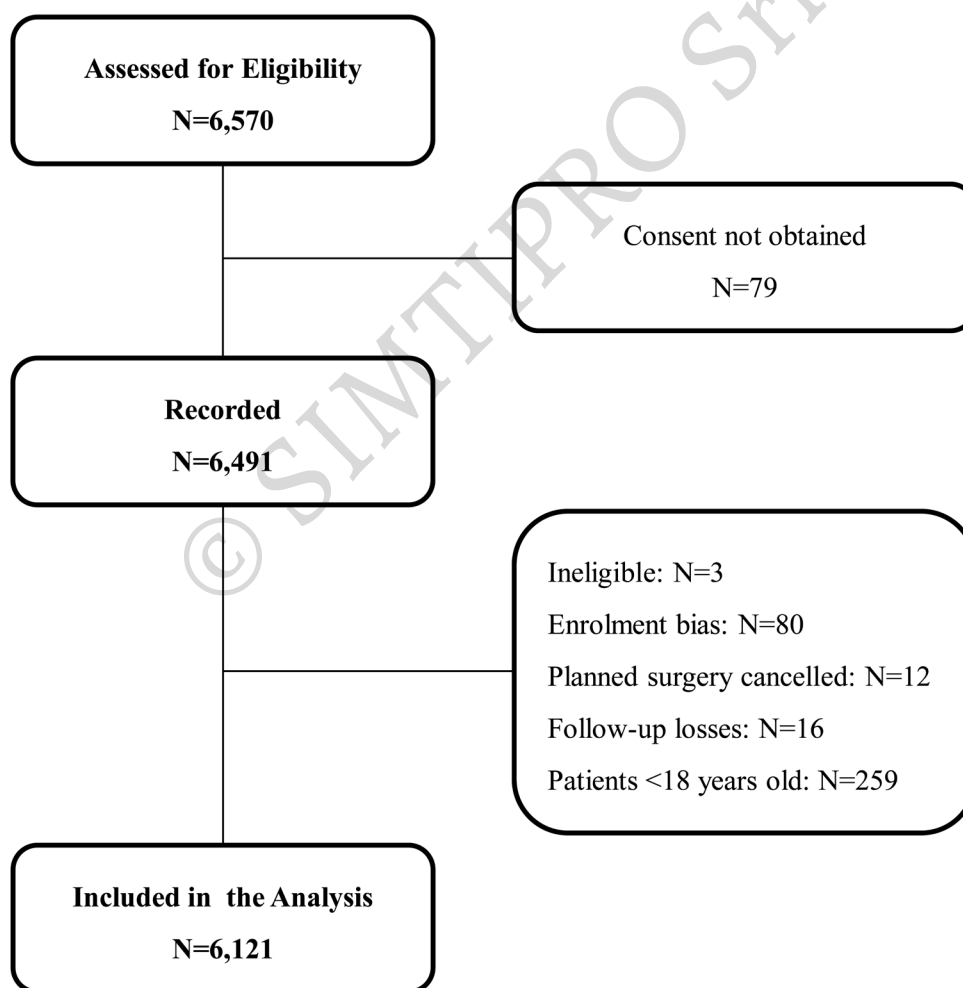 Assessed for Eligibility
N=6,570
Consent not obtained
N=79
Recorded
N=6,491
Ineligible: N=3
Enrolment bias: N=80
Planned surgery cancelled: N=12
Follow-up losses: N=16
Patients <18 years old: N=259
Included in the Analysis
N=6,121
© SIMTIPRO Srl